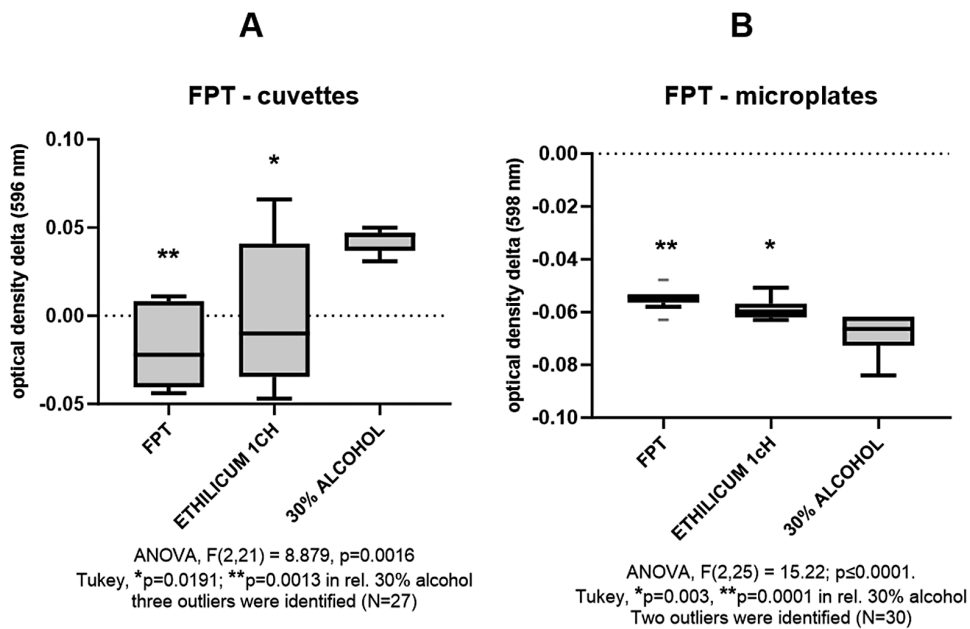 A
FPT - cuvettes
optical density delta (596 nm)
0.10
0.05
0.00
-0.05
**
*
FPT
ETHILICUM 1CH
30% ALCOHOL
ANOVA, F(2,21) = 8.879, p=0.0016
Tukey, *p=0.0191; **p=0.0013 in rel. 30% alcohol
three outliers were identified (N=27)
B
FPT - microplates
optical density delta (598 nm)
0.00
-0.02
-0.04
-0.06
-0.08
-0.10
**
*
FPT
ETHILICUM 1cH
30% ALCOHOL
ANOVA, F(2,25) = 15.22; p≤0.0001.
Tukey, *p=0.003, **p=0.0001 in rel. 30% alcohol
Two outliers were identified (N=30)